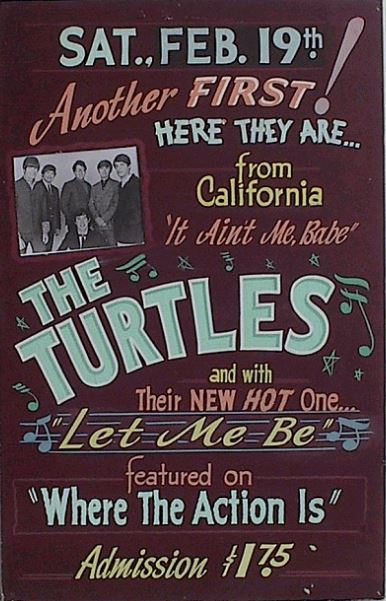 SAT., FEB. 19th
Another FIRST!
HERE THEY ARE...
from
California
"It Ain't Me, Babe"
THE
TURTLES
and with
Their NEW HOT One...
"Let Me Be"
featured on
"Where The Action Is"
Admission $1.75